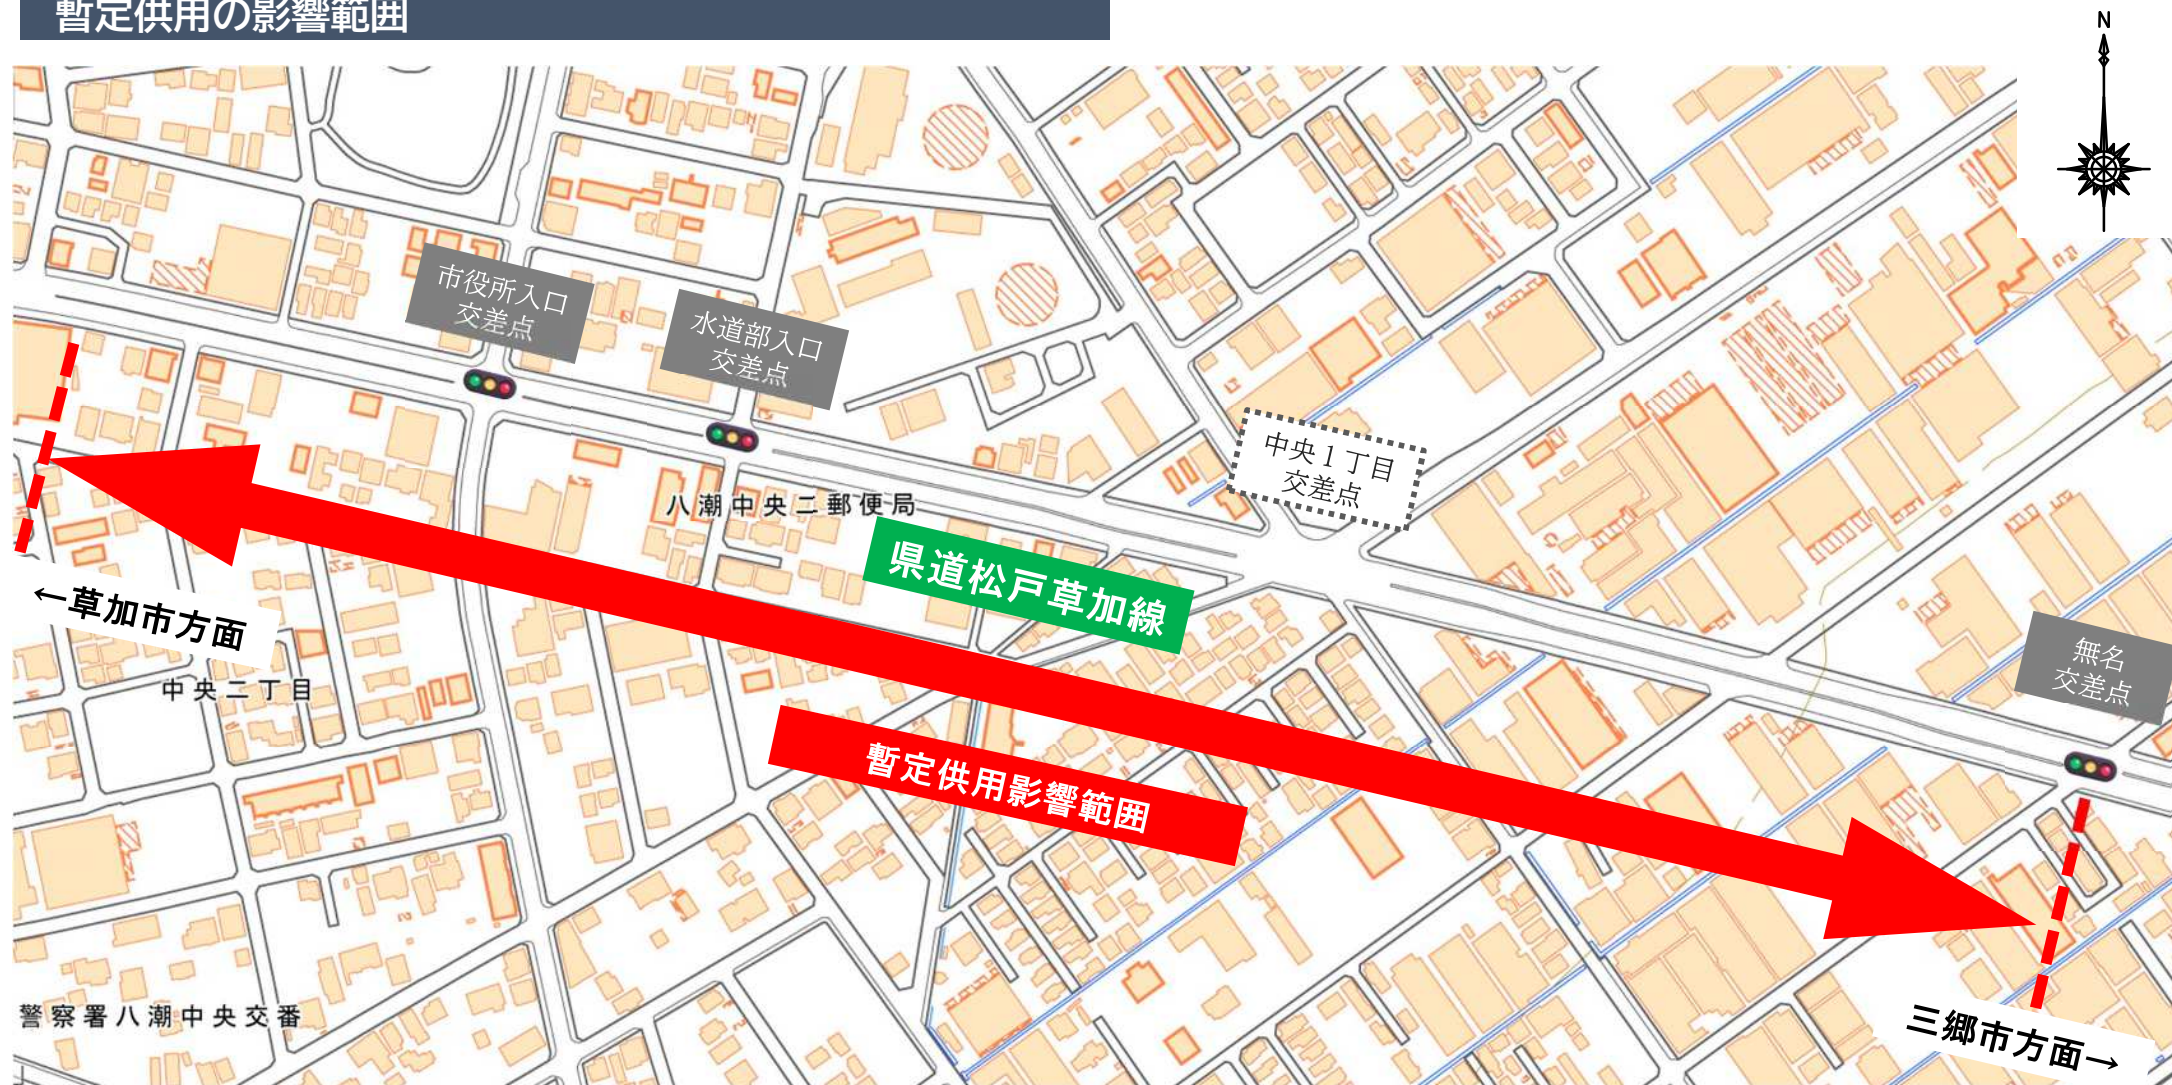 暫定供用の影響範囲
N
市役所入口
交差点
水道部入口
交差点
中央1丁目
交差点
八潮中央二郵便局
県道松戸草加線
←草加市方面
無名
交差点
中央二丁目
暫定供用影響範囲
警察署八潮中央交番
三郷市方面→